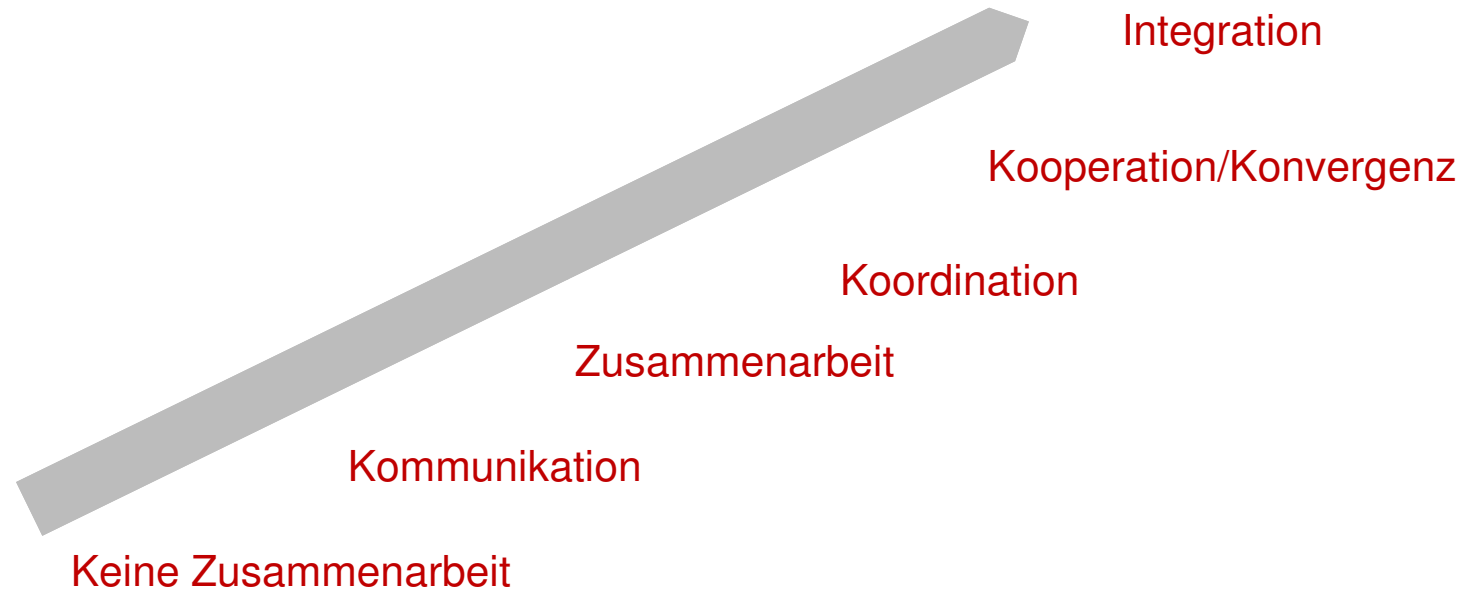 Integration
Kooperation/Konvergenz
Koordination
Zusammenarbeit
Kommunikation
Keine Zusammenarbeit